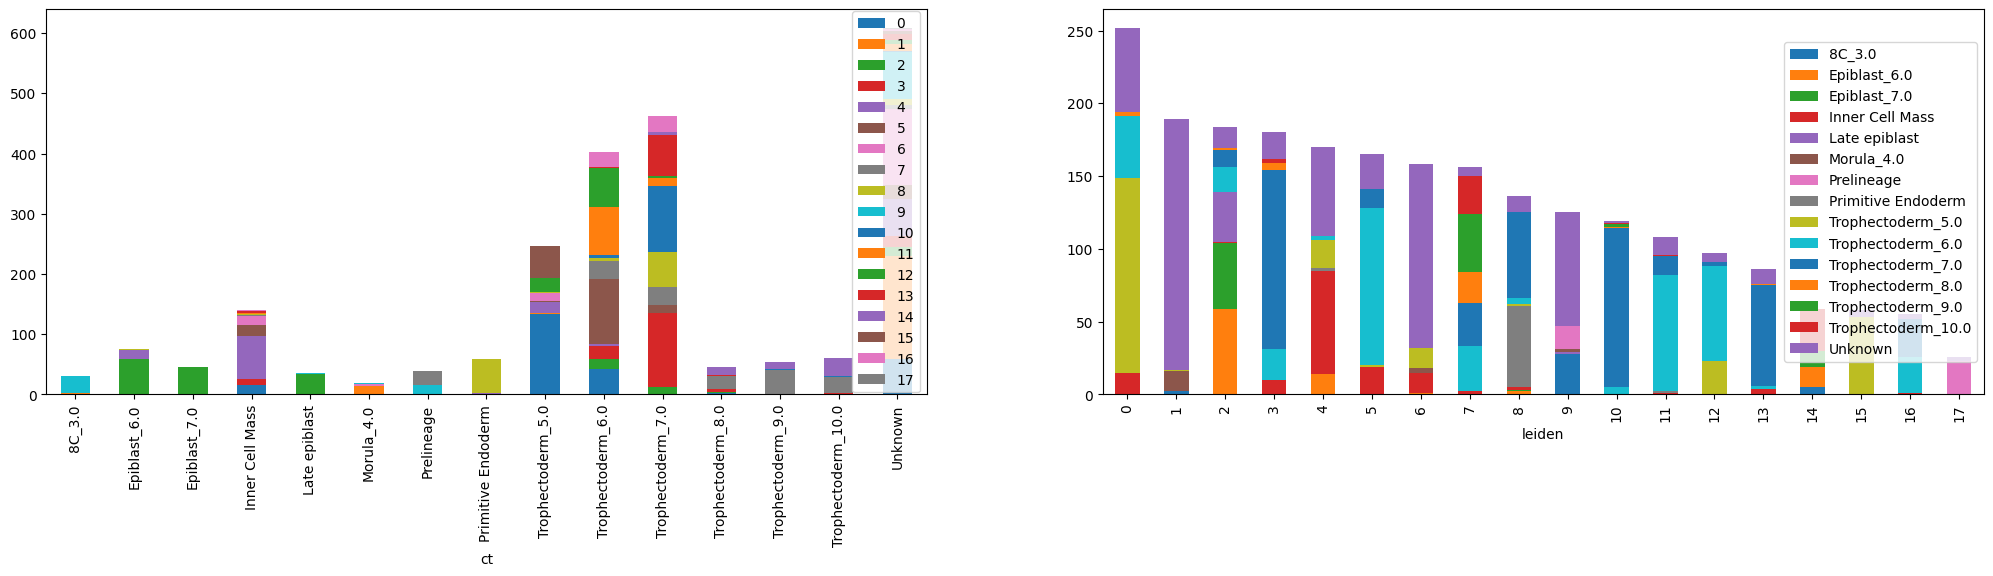 600
500
400
300
200
100
0
8C_3.0
Epiblast_6.0
Epiblast_7.0
Inner Cell Mass
Late epiblast
Morula_4.0
Prelineage
Primitive Endoderm
Trophectoderm_5.0
Trophectoderm_6.0
Trophectoderm_7.0
Trophectoderm_8.0
Trophectoderm_9.0
Trophectoderm_10.0
Unknown
ct
0
1
2
3
4
5
6
7
8
9
10
11
12
13
14
15
16
17
250
200
150
100
50
0
0
1
2
3
4
5
6
7
8
9
10
11
12
13
14
15
16
17
leiden
8C_3.0
Epiblast_6.0
Epiblast_7.0
Inner Cell Mass
Late epiblast
Morula_4.0
Prelineage
Primitive Endoderm
Trophectoderm_5.0
Trophectoderm_6.0
Trophectoderm_7.0
Trophectoderm_8.0
Trophectoderm_9.0
Trophectoderm_10.0
Unknown